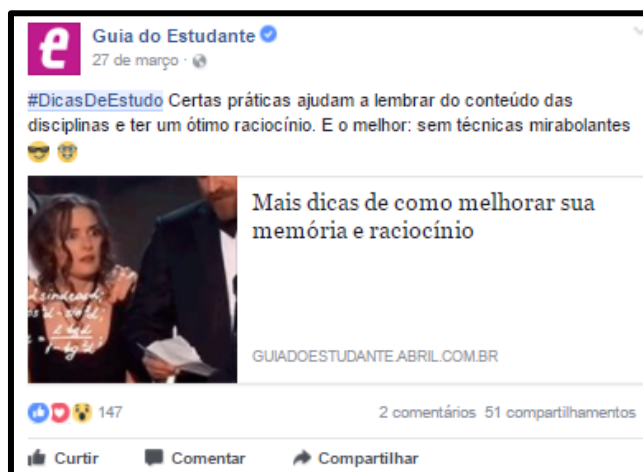 e
Guia do Estudante
27 de março ·
#DicasDeEstudo Certas práticas ajudam a lembrar do conteúdo das
disciplinas e ter um ótimo raciocínio. E o melhor: sem técnicas mirabolantes
Mais dicas de como melhorar sua
memória e raciocínio
GUIADOESTUDANTE.ABRIL.COM.BR
147
2 comentários 51 compartilhamentos
Curtir Comentar Compartilhar